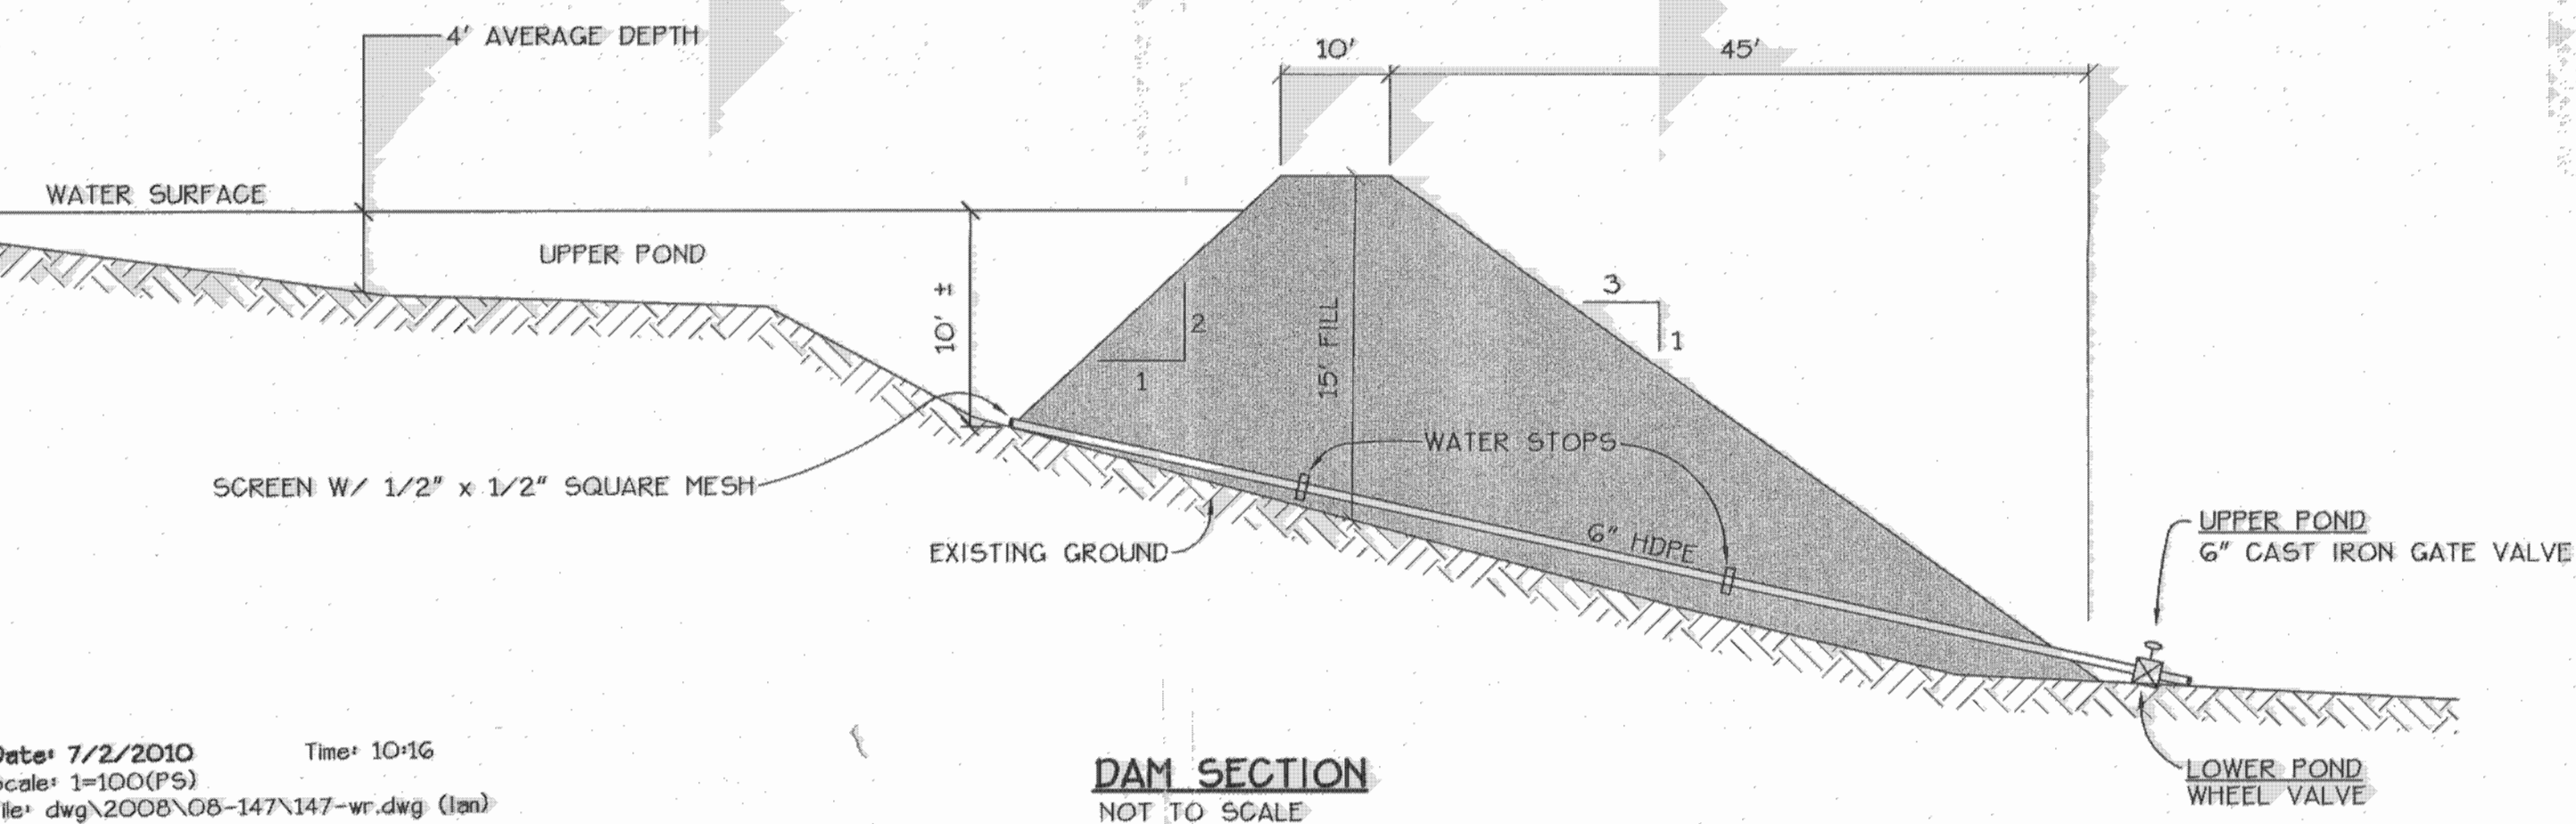 4' AVERAGE DEPTH
10'
45'
WATER SURFACE
UPPER POND
10' ±
2
1
15' FILL
3
1
WATER STOPS
SCREEN W/ 1/2" x 1/2" SQUARE MESH
EXISTING GROUND
6" HDPE
UPPER POND
6" CAST IRON GATE VALVE
LOWER POND
WHEEL VALVE
DAM SECTION
NOT TO SCALE
Date: 7/2/2010 Time: 10:16
Scale: 1=100(PS)
File: dwg\2008\08-147\147-wr.dwg (Ian)